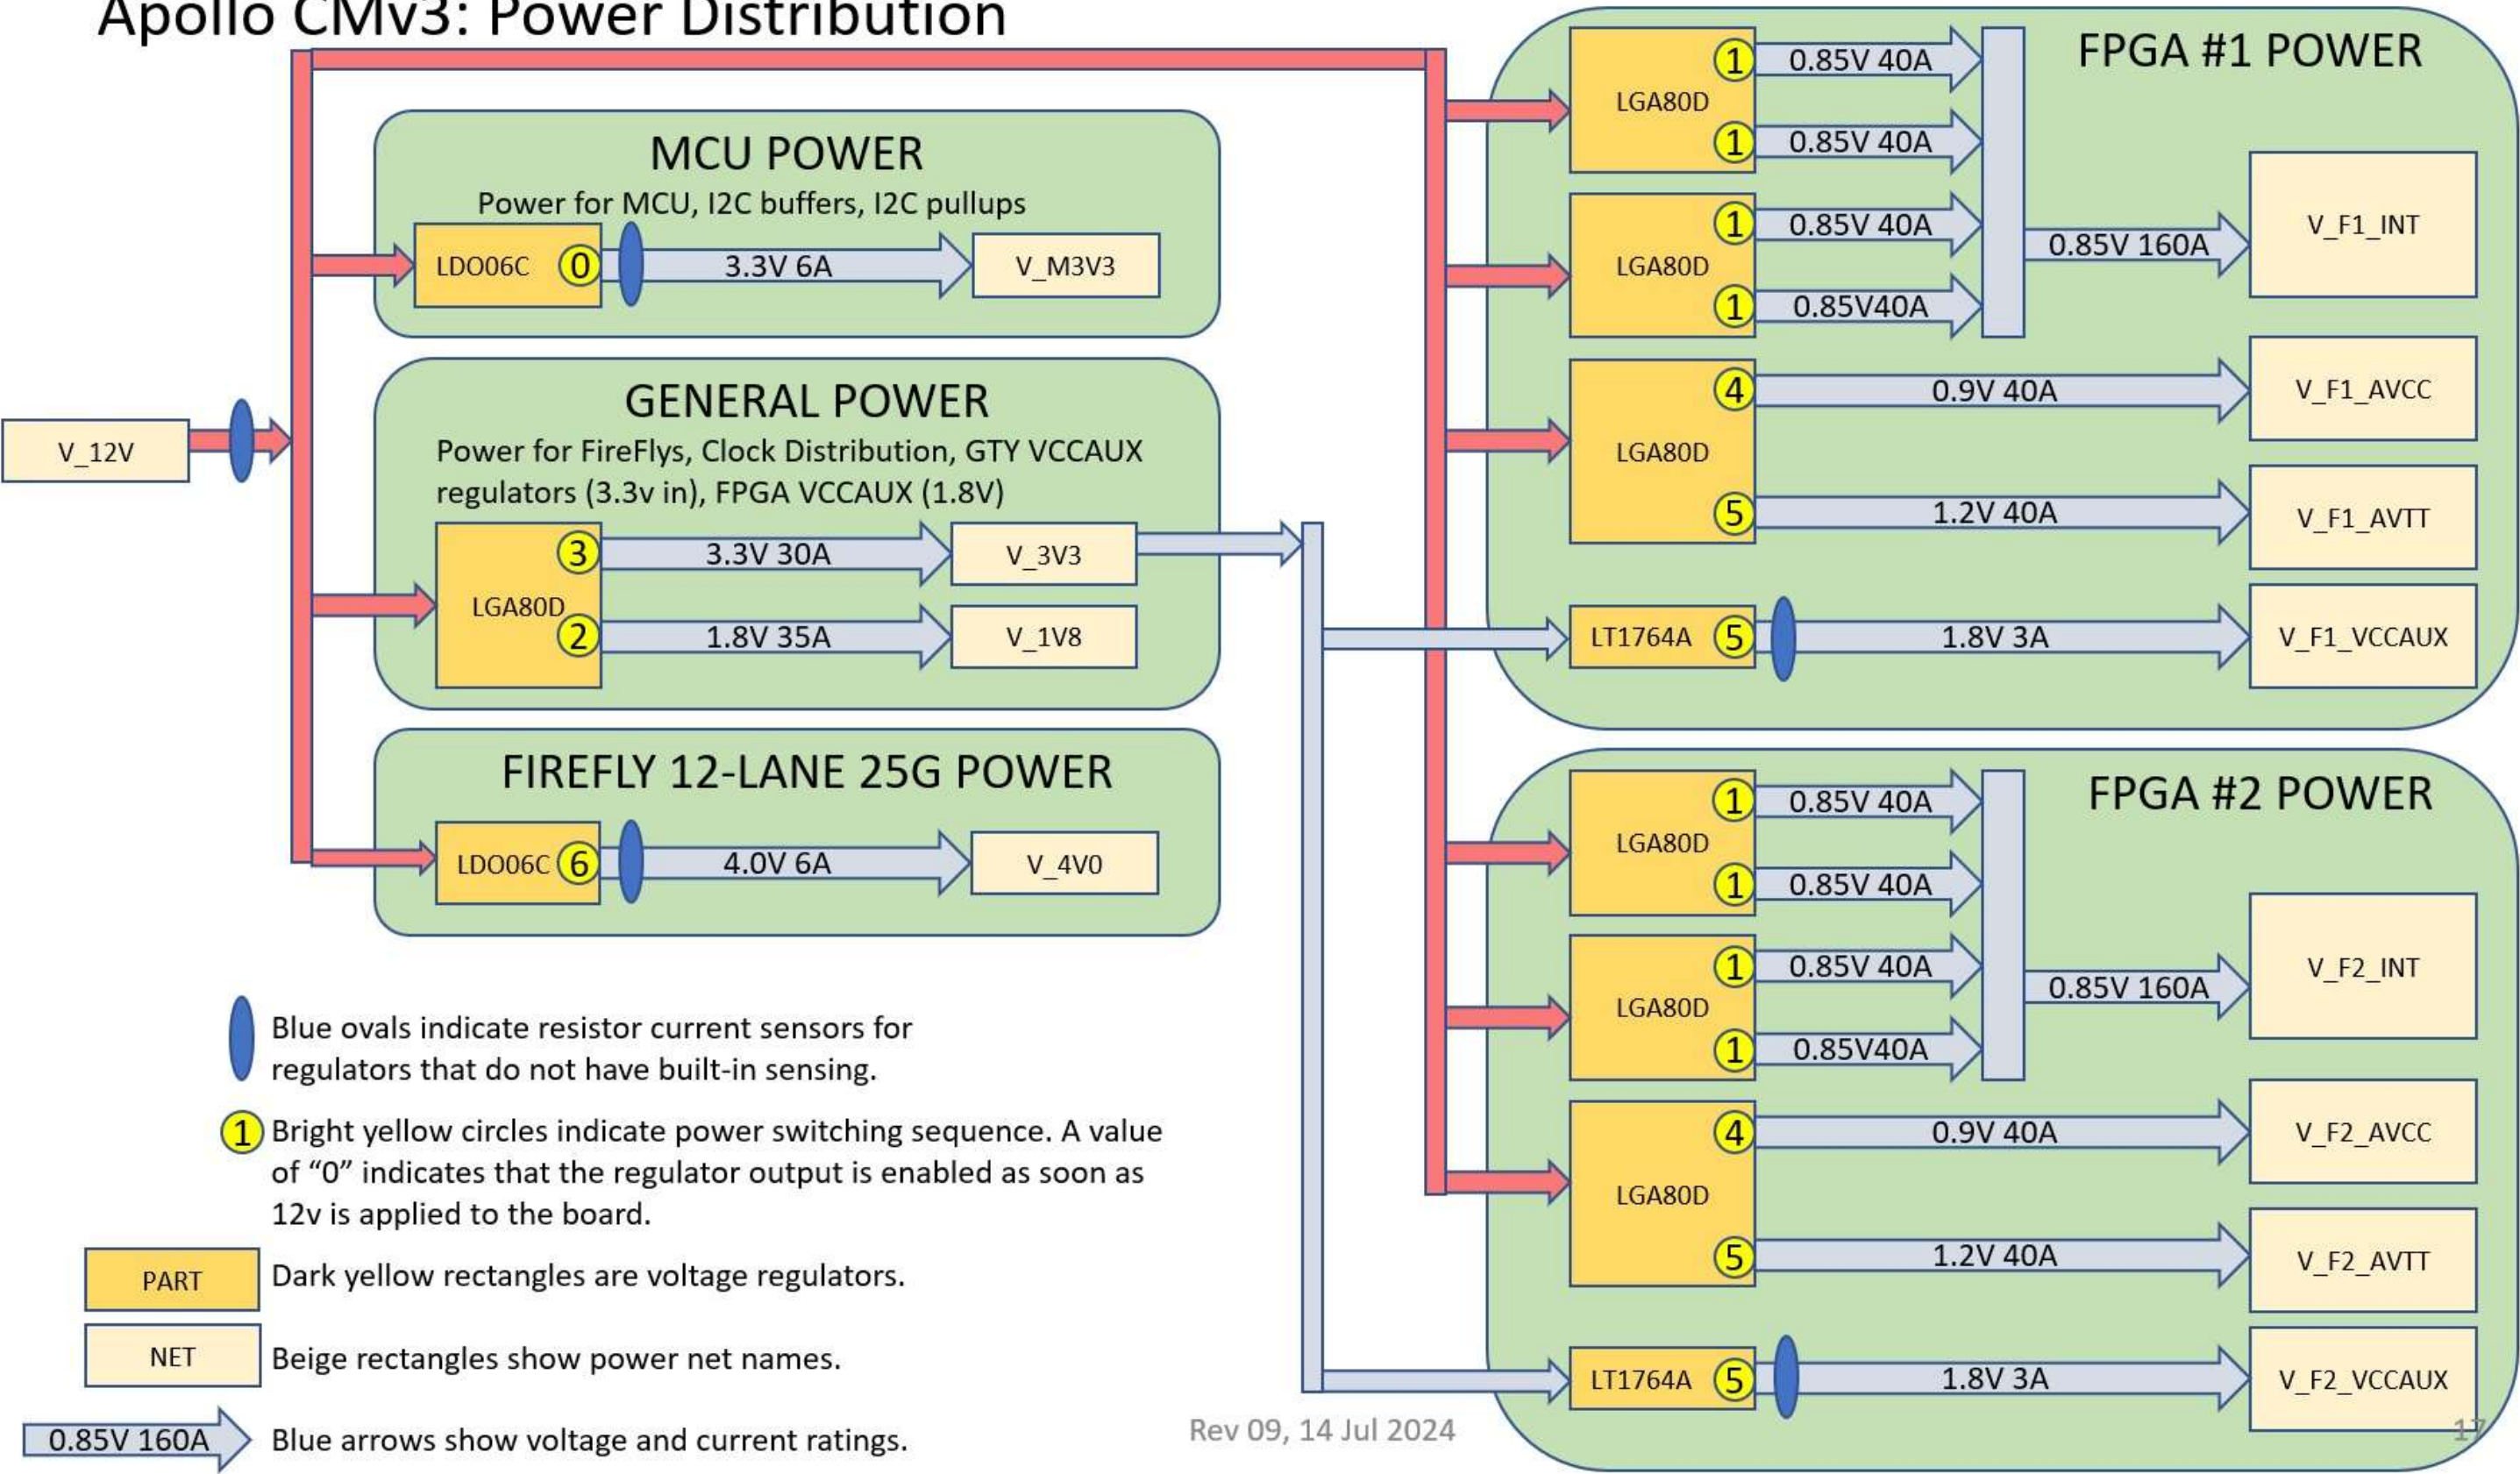 Apollo CMv3: Power Distribution
MCU POWER
Power for MCU, I2C buffers, I2C pullups
LDO06C
0
3.3V 6A
V_M3V3
V_12V
GENERAL POWER
Power for FireFlys, Clock Distribution, GTY VCCAUX
regulators (3.3v in), FPGA VCCAUX (1.8V)
LGA80D
3
3.3V 30A
V_3V3
2
1.8V 35A
V_1V8
FIREFLY 12-LANE 25G POWER
LDO06C
6
4.0V 6A
V_4V0
FPGA #1 POWER
LGA80D
1
0.85V 40A
1
0.85V 40A
LGA80D
1
0.85V 40A
1
0.85V40A
0.85V 160A
V_F1_INT
LGA80D
4
0.9V 40A
V_F1_AVCC
5
1.2V 40A
V_F1_AVTT
LT1764A
5
1.8V 3A
V_F1_VCCAUX
FPGA #2 POWER
LGA80D
1
0.85V 40A
1
0.85V 40A
LGA80D
1
0.85V 40A
1
0.85V40A
0.85V 160A
V_F2_INT
LGA80D
4
0.9V 40A
V_F2_AVCC
5
1.2V 40A
V_F2_AVTT
LT1764A
5
1.8V 3A
V_F2_VCCAUX
Blue ovals indicate resistor current sensors for
regulators that do not have built-in sensing.
1
Bright yellow circles indicate power switching sequence. A value
of “0” indicates that the regulator output is enabled as soon as
12v is applied to the board.
PART
Dark yellow rectangles are voltage regulators.
NET
Beige rectangles show power net names.
0.85V 160A
Blue arrows show voltage and current ratings.
Rev 09, 14 Jul 2024
17